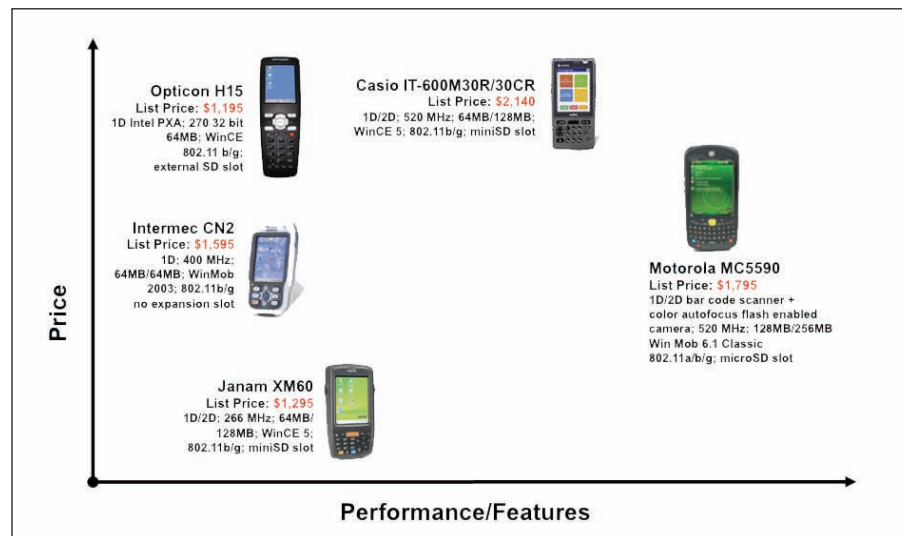 Opticon H15
List Price: $1,195
1D Intel PXA; 270 32 bit
64MB; WinCE
802.11 b/g;
external SD slot
Casio IT-600M30R/30CR
List Price: $2,140
1D/2D; 520 MHz; 64MB/128MB;
WinCE 5; 802.11b/g; miniSD slot
Intermec CN2
List Price: $1,595
1D; 400 MHz;
64MB/64MB; WinMob
2003; 802.11b/g
no expansion slot
Motorola MC5590
List Price: $1,795
1D/2D bar code scanner +
color autofocus flash enabled
camera; 520 MHz; 128MB/256MB
Win Mob 6.1 Classic
802.11a/b/g; microSD slot
Janam XM60
List Price: $1,295
1D/2D; 266 MHz; 64MB/
128MB; WinCE 5;
802.11b/g; miniSD slot
Price
Performance/Features